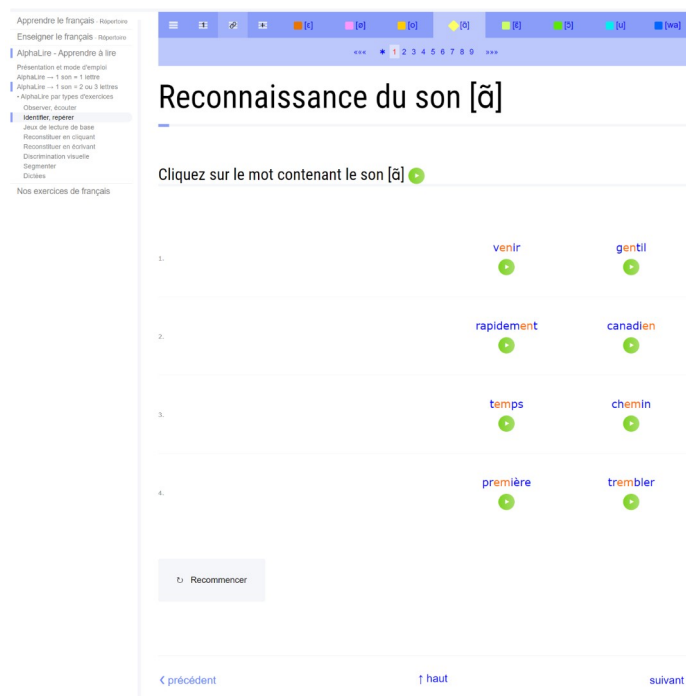 Apprendre le français - Répertoire
Enseigner le français - Répertoire
AlphaLire - Apprendre à lire
Présentation et mode d'emploi
AlphaLire → 1 son = 1 lettre
AlphaLire → 1 son = 2 ou 3 lettres
• AlphaLire par types d'exercices
Observer, écouter
Identifier, repérer
Jeux de lecture de base
Reconstituer en cliquant
Reconstituer en écrivant
Discrimination visuelle
Segmenter
Dictées
Nos exercices de français
[ɛ] [ø] [o] [ɑ̃] [ɛ̃] [ɔ̃] [u] [wa]
««« * 1 2 3 4 5 6 7 8 9 »»»
Reconnaissance du son [ɑ̃]
Cliquez sur le mot contenant le son [ɑ̃]
1. venir gentil
2. rapidement canadien
3. temps chemin
4. première trembler
↻ Recommencer
❮ précédent ↑ haut suivant